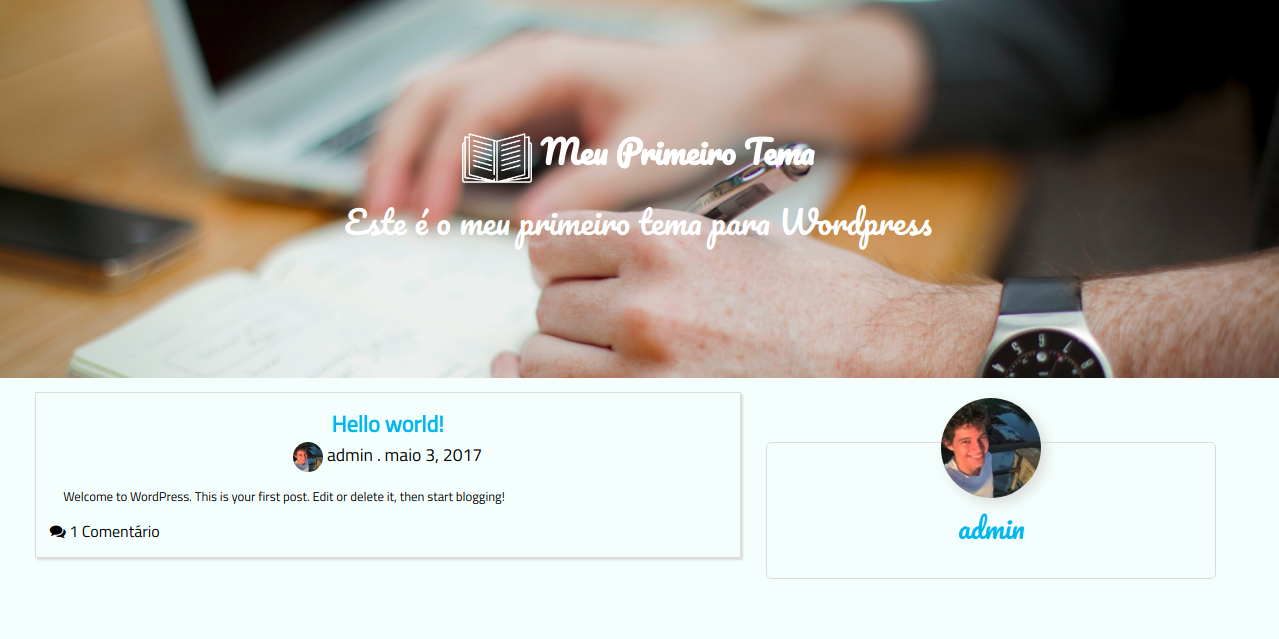 Meu Primeiro Tema
Este é o meu primeiro tema para Wordpress
Hello world!
admin . maio 3, 2017
Welcome to WordPress. This is your first post. Edit or delete it, then start blogging!
1 Comentário
admin